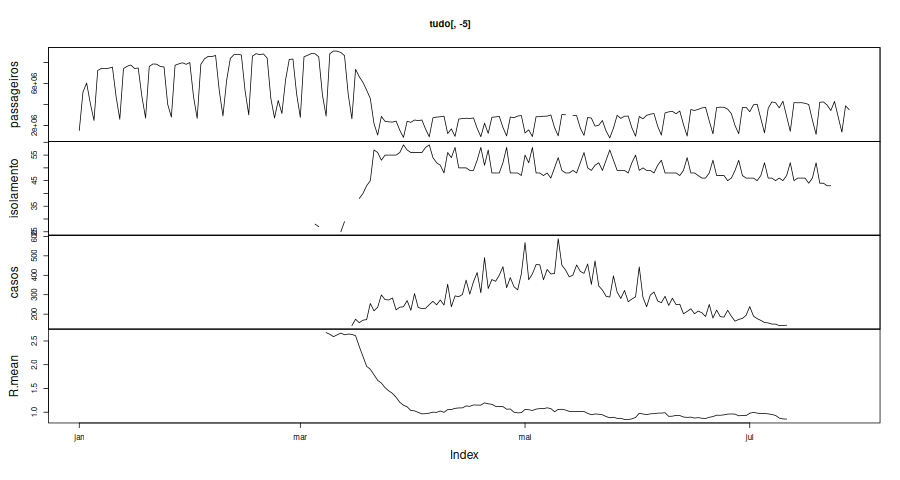 tudo[, -5]
passageiros
2e+06
6e+06
isolamento
35
45
55
casos
200
300
400
500
R.mean
1.0
1.5
2.0
2.5
jan
mar
mai
jul
Index